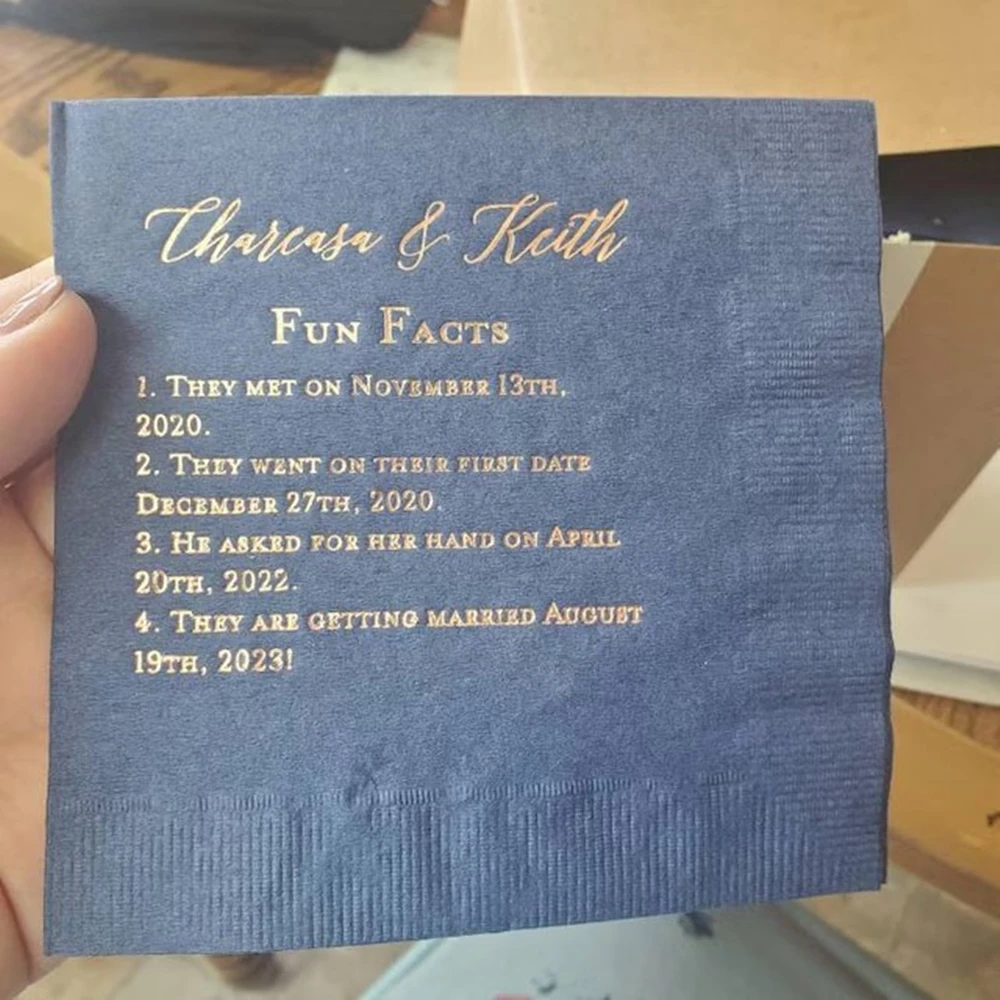 Charcasa & Keith
Fun Facts
1. They met on November 13th,
2020.
2. They went on their first date
December 27th, 2020.
3. He asked for her hand on April
20th, 2022.
4. They are getting married August
19th, 2023!